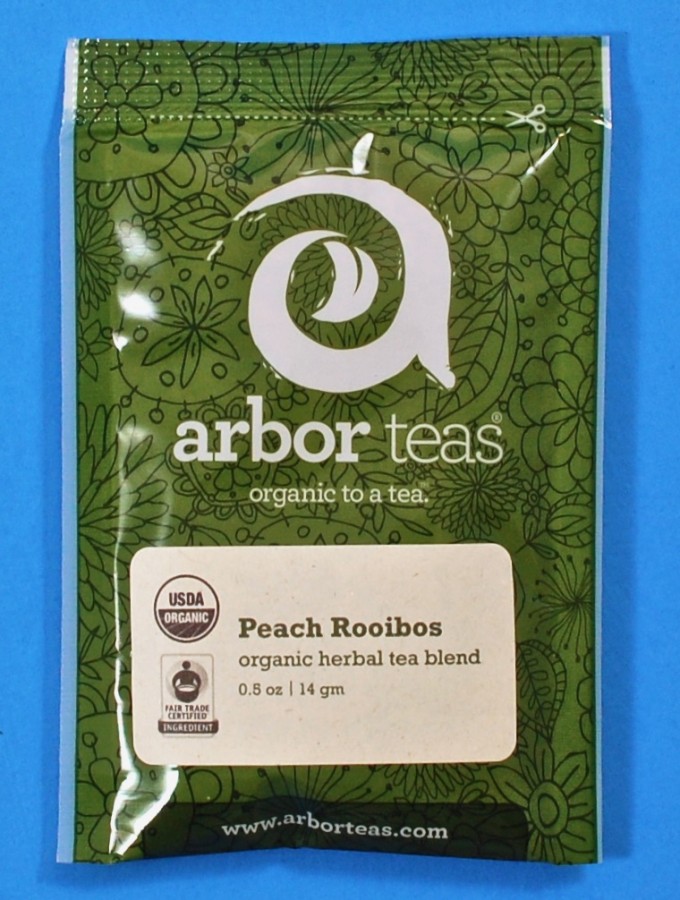 arbor teas®
organic to a tea.™
USDA
ORGANIC
Peach Rooibos
organic herbal tea blend
0.5 oz | 14 gm
FAIR TRADE
CERTIFIED
INGREDIENT
www.arborteas.com